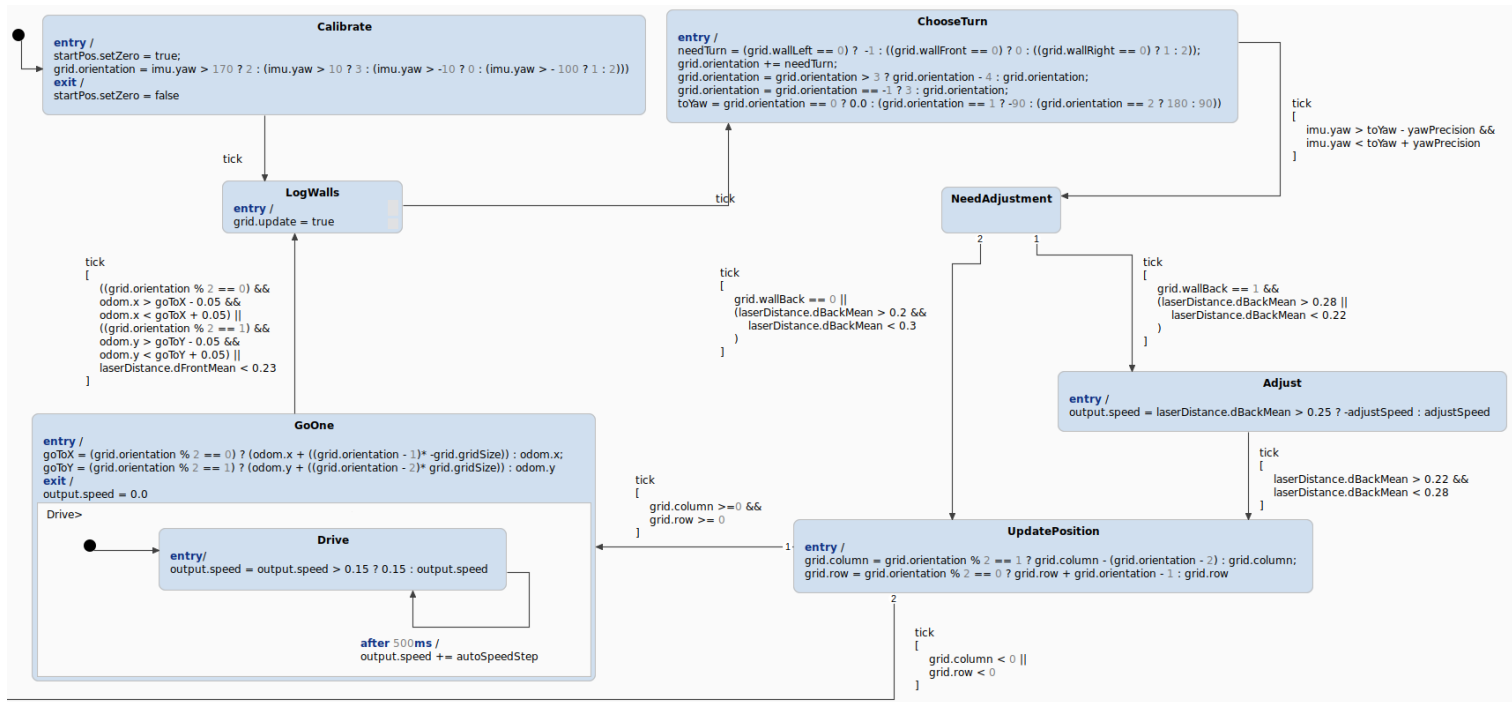 Calibrate
entry /
startPos.setZero = true;
grid.orientation = imu.yaw > 170 ? 2 : (imu.yaw > 10 ? 3 : (imu.yaw > -10 ? 0 : (imu.yaw > - 100 ? 1 : 2)))
exit /
startPos.setZero = false
ChooseTurn
entry /
needTurn = (grid.wallLeft == 0) ?  -1 : ((grid.wallFront == 0) ? 0 : ((grid.wallRight == 0) ? 1 : 2));
grid.orientation += needTurn;
grid.orientation = grid.orientation > 3 ? grid.orientation - 4 : grid.orientation;
grid.orientation = grid.orientation == -1 ? 3 : grid.orientation;
toYaw = grid.orientation == 0 ? 0.0 : (grid.orientation == 1 ? -90 : (grid.orientation == 2 ? 180 : 90))
tick
[
imu.yaw > toYaw - yawPrecision &&
imu.yaw < toYaw + yawPrecision
]
tick
LogWalls
entry /
grid.update = true
tick
NeedAdjustment
2
1
tick
[
((grid.orientation % 2 == 0) &&
odom.x > goToX - 0.05 &&
odom.x < goToX + 0.05) ||
((grid.orientation % 2 == 1) &&
odom.y > goToY - 0.05 &&
odom.y < goToY + 0.05) ||
laserDistance.dFrontMean < 0.23
]
tick
[
grid.wallBack == 0 ||
(laserDistance.dBackMean > 0.2 &&
laserDistance.dBackMean < 0.3
)
]
tick
[
grid.wallBack == 1 &&
(laserDistance.dBackMean > 0.28 ||
laserDistance.dBackMean < 0.22
)
]
Adjust
entry /
output.speed = laserDistance.dBackMean > 0.25 ? -adjustSpeed : adjustSpeed
GoOne
entry /
goToX = (grid.orientation % 2 == 0) ? (odom.x + ((grid.orientation - 1)* -grid.gridSize)) : odom.x;
goToY = (grid.orientation % 2 == 1) ? (odom.y + ((grid.orientation - 2)* grid.gridSize)) : odom.y
exit /
output.speed = 0.0
Drive>
Drive
entry/
output.speed = output.speed > 0.15 ? 0.15 : output.speed
after 500ms /
output.speed += autoSpeedStep
tick
[
grid.column >=0 &&
grid.row >= 0
]
tick
[
laserDistance.dBackMean > 0.22 &&
laserDistance.dBackMean < 0.28
]
1
UpdatePosition
entry /
grid.column = grid.orientation % 2 == 1 ? grid.column - (grid.orientation - 2) : grid.column;
grid.row = grid.orientation % 2 == 0 ? grid.row + grid.orientation - 1 : grid.row
2
tick
[
grid.column < 0 ||
grid.row < 0
]